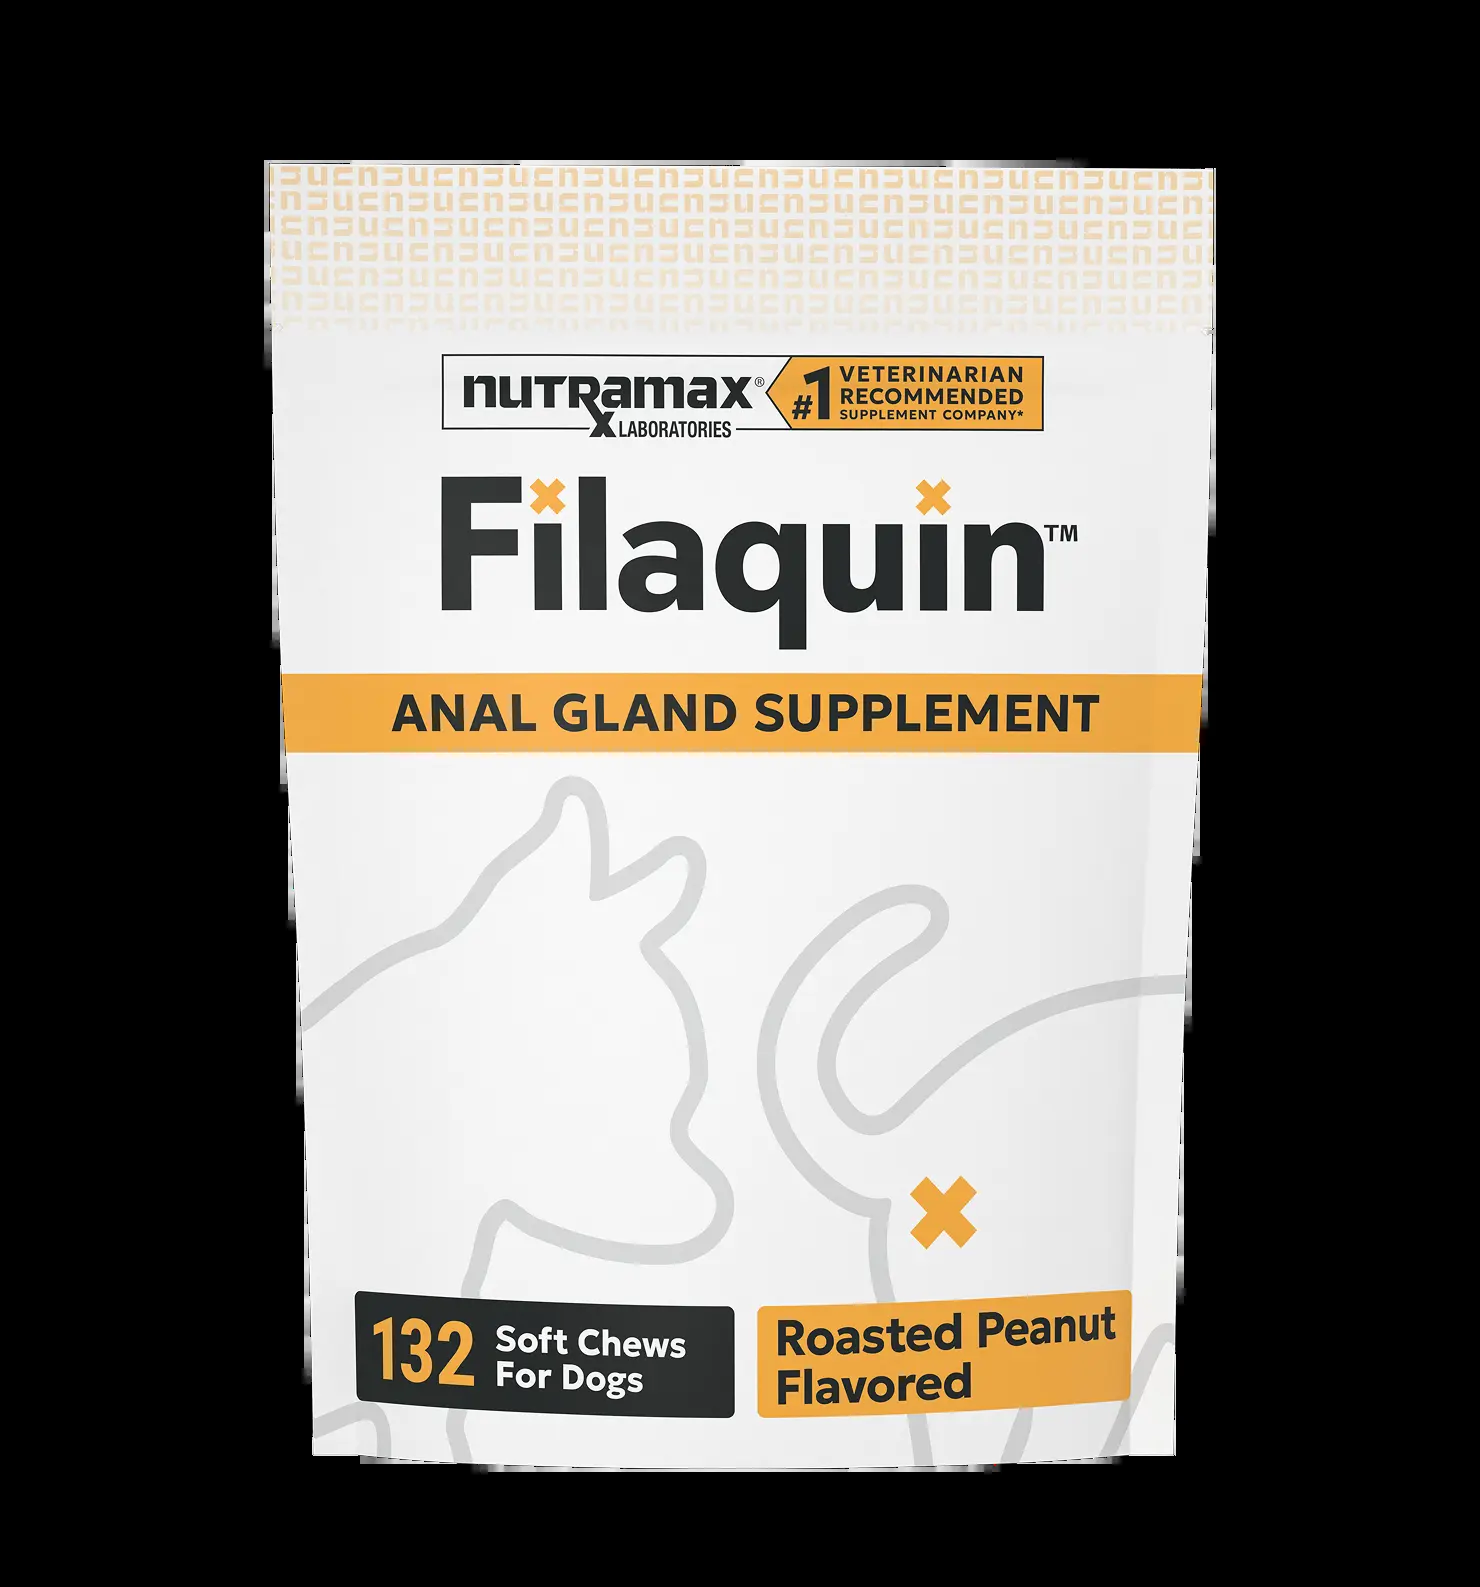 nutramax®
LABORATORIES
#1 VETERINARIAN
RECOMMENDED
SUPPLEMENT COMPANY*
Filaquin™
ANAL GLAND SUPPLEMENT
132 Soft Chews
For Dogs
Roasted Peanut
Flavored